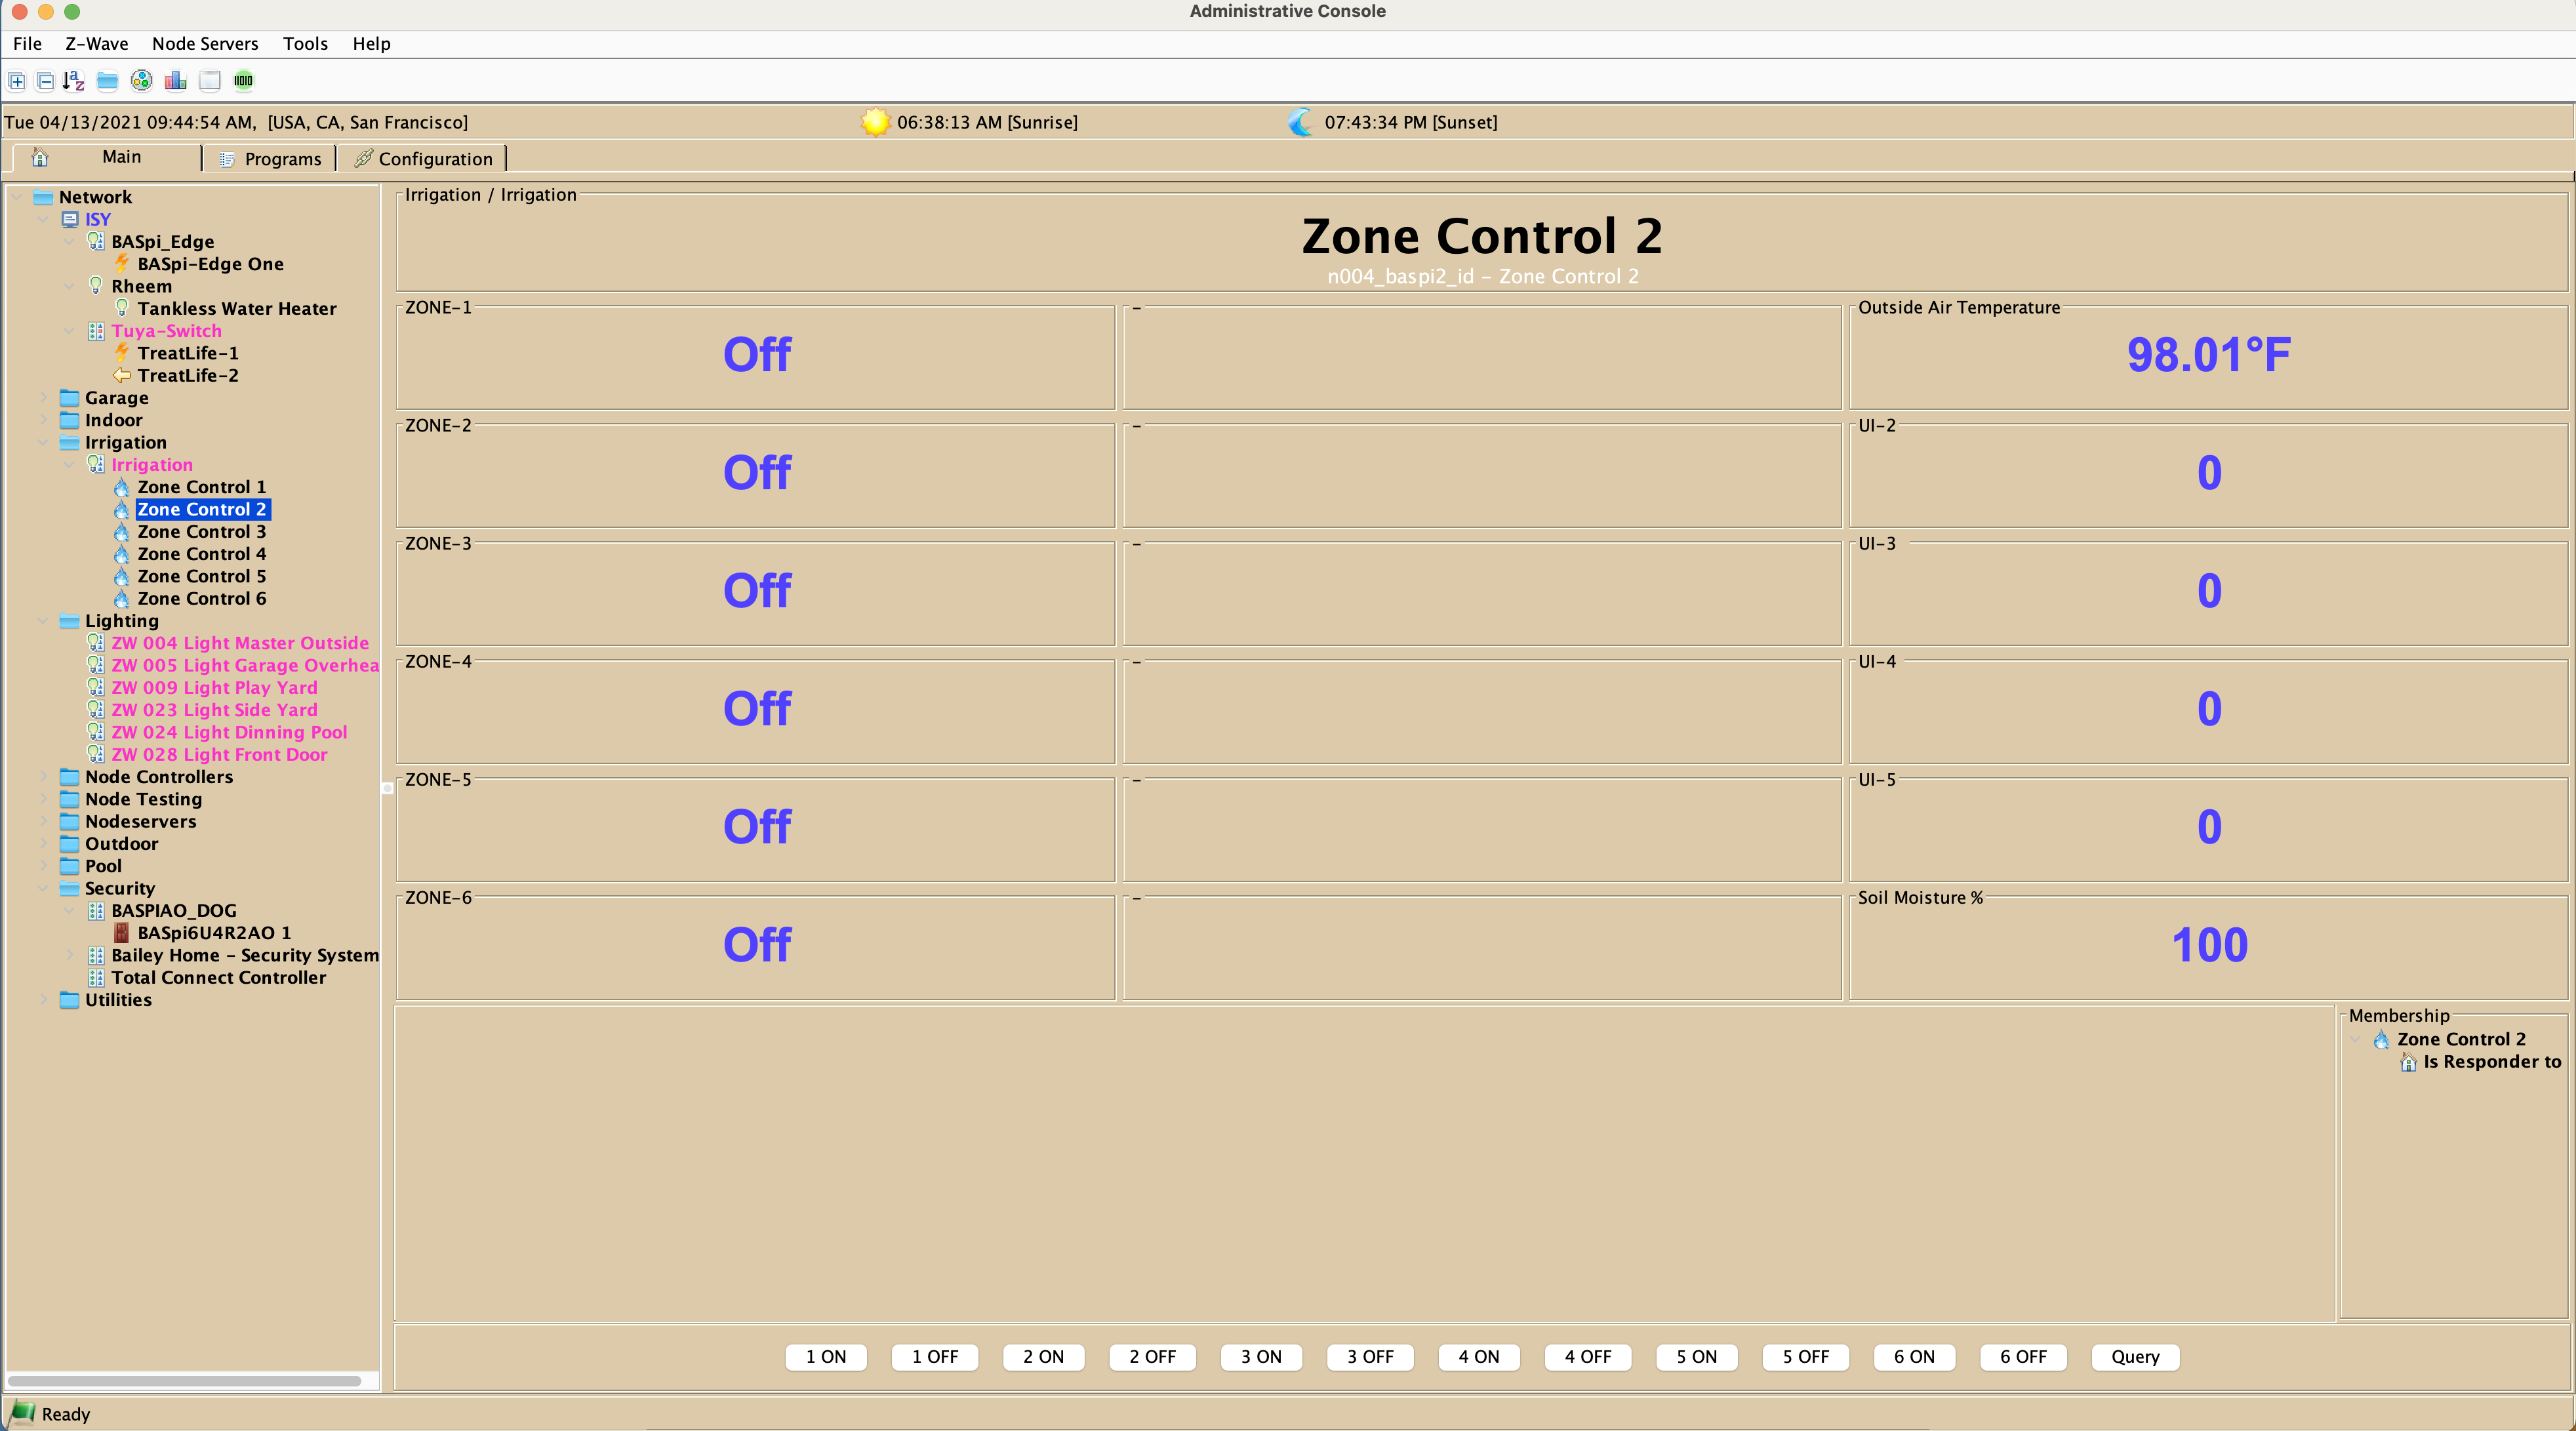 Administrative Console
File Z-Wave Node Servers Tools Help
Tue 04/13/2021 09:44:54 AM, [USA, CA, San Francisco] 06:38:13 AM [Sunrise] 07:43:34 PM [Sunset]
Main Programs Configuration
Network
ISY
BASpi_Edge
BASpi-Edge One
Rheem
Tankless Water Heater
Tuya-Switch
TreatLife-1
TreatLife-2
Garage
Indoor
Irrigation
Irrigation
Zone Control 1
Zone Control 2
Zone Control 3
Zone Control 4
Zone Control 5
Zone Control 6
Lighting
ZW 004 Light Master Outside
ZW 005 Light Garage Overhea
ZW 009 Light Play Yard
ZW 023 Light Side Yard
ZW 024 Light Dinning Pool
ZW 028 Light Front Door
Node Controllers
Node Testing
Nodeservers
Outdoor
Pool
Security
BASPIAO_DOG
BASpi6U4R2AO 1
Bailey Home - Security System
Total Connect Controller
Utilities
Irrigation / Irrigation
Zone Control 2
n004_baspi2_id - Zone Control 2
ZONE-1 - Outside Air Temperature
Off 98.01°F
ZONE-2 - UI-2
Off 0
ZONE-3 - UI-3
Off 0
ZONE-4 - UI-4
Off 0
ZONE-5 - UI-5
Off 0
ZONE-6 - Soil Moisture %
Off 100
Membership
Zone Control 2
Is Responder to
1 ON 1 OFF 2 ON 2 OFF 3 ON 3 OFF 4 ON 4 OFF 5 ON 5 OFF 6 ON 6 OFF Query
Ready